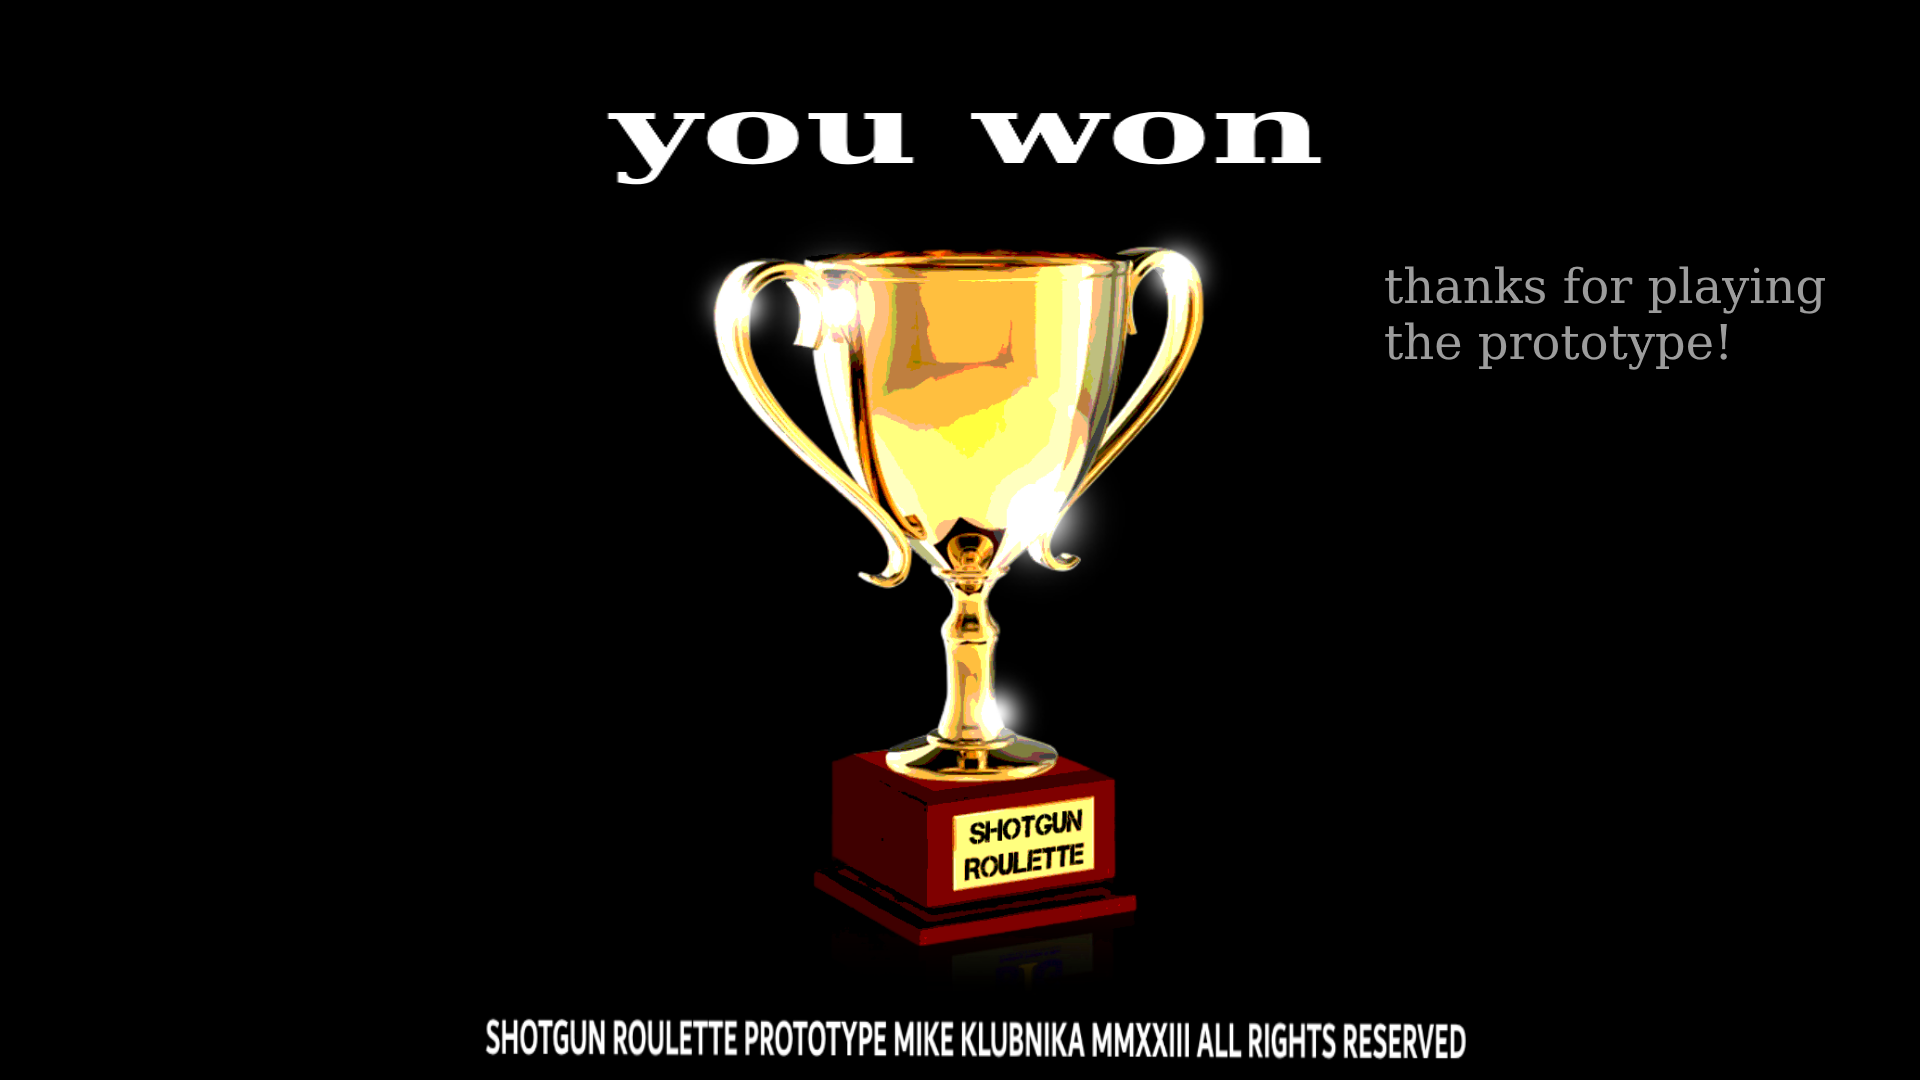 you won
thanks for playing
the prototype!
SHOTGUN
ROULETTE
SHOTGUN ROULETTE PROTOTYPE MIKE KLUBNIKA MMXXIII ALL RIGHTS RESERVED